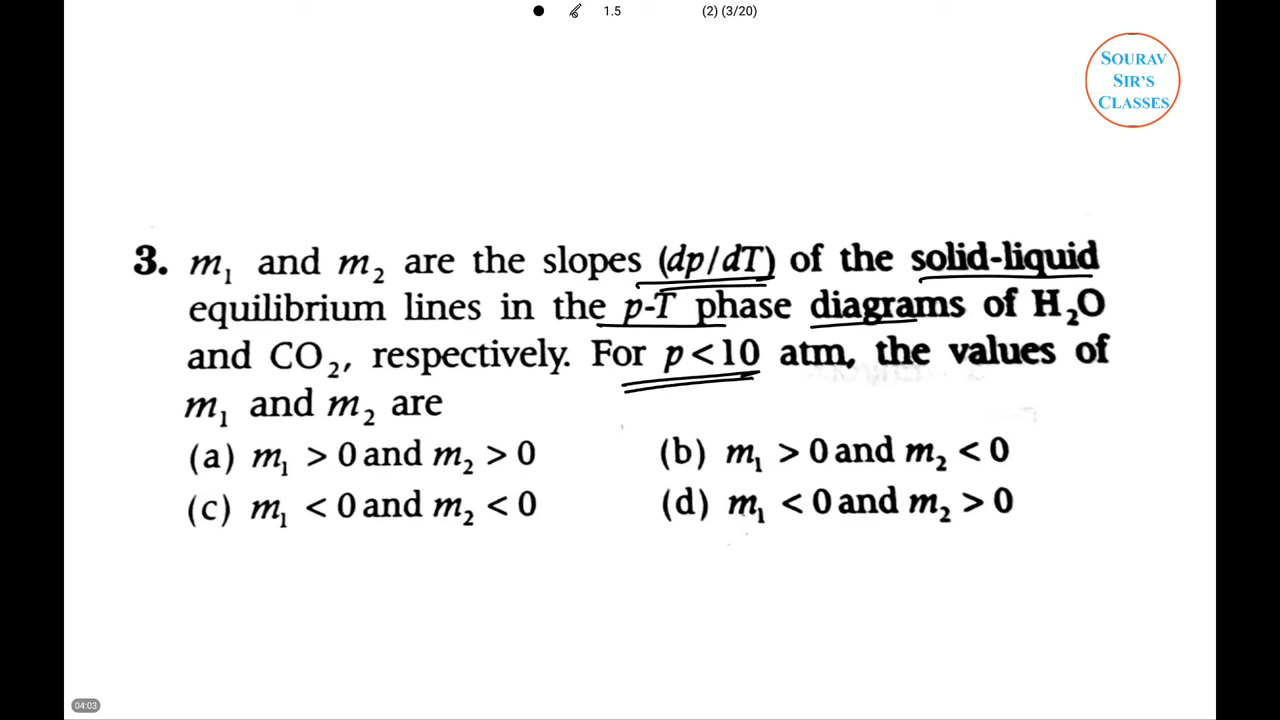 1.5 (2) (3/20)
SOURAV
SIR'S
CLASSES
3. m₁ and m₂ are the slopes (dp/dT) of the solid-liquid
equilibrium lines in the p-T phase diagrams of H₂O
and CO₂, respectively. For p < 10 atm, the values of
m₁ and m₂ are
(a) m₁ > 0 and m₂ > 0 (b) m₁ > 0 and m₂ < 0
(c) m₁ < 0 and m₂ < 0 (d) m₁ < 0 and m₂ > 0
04:03